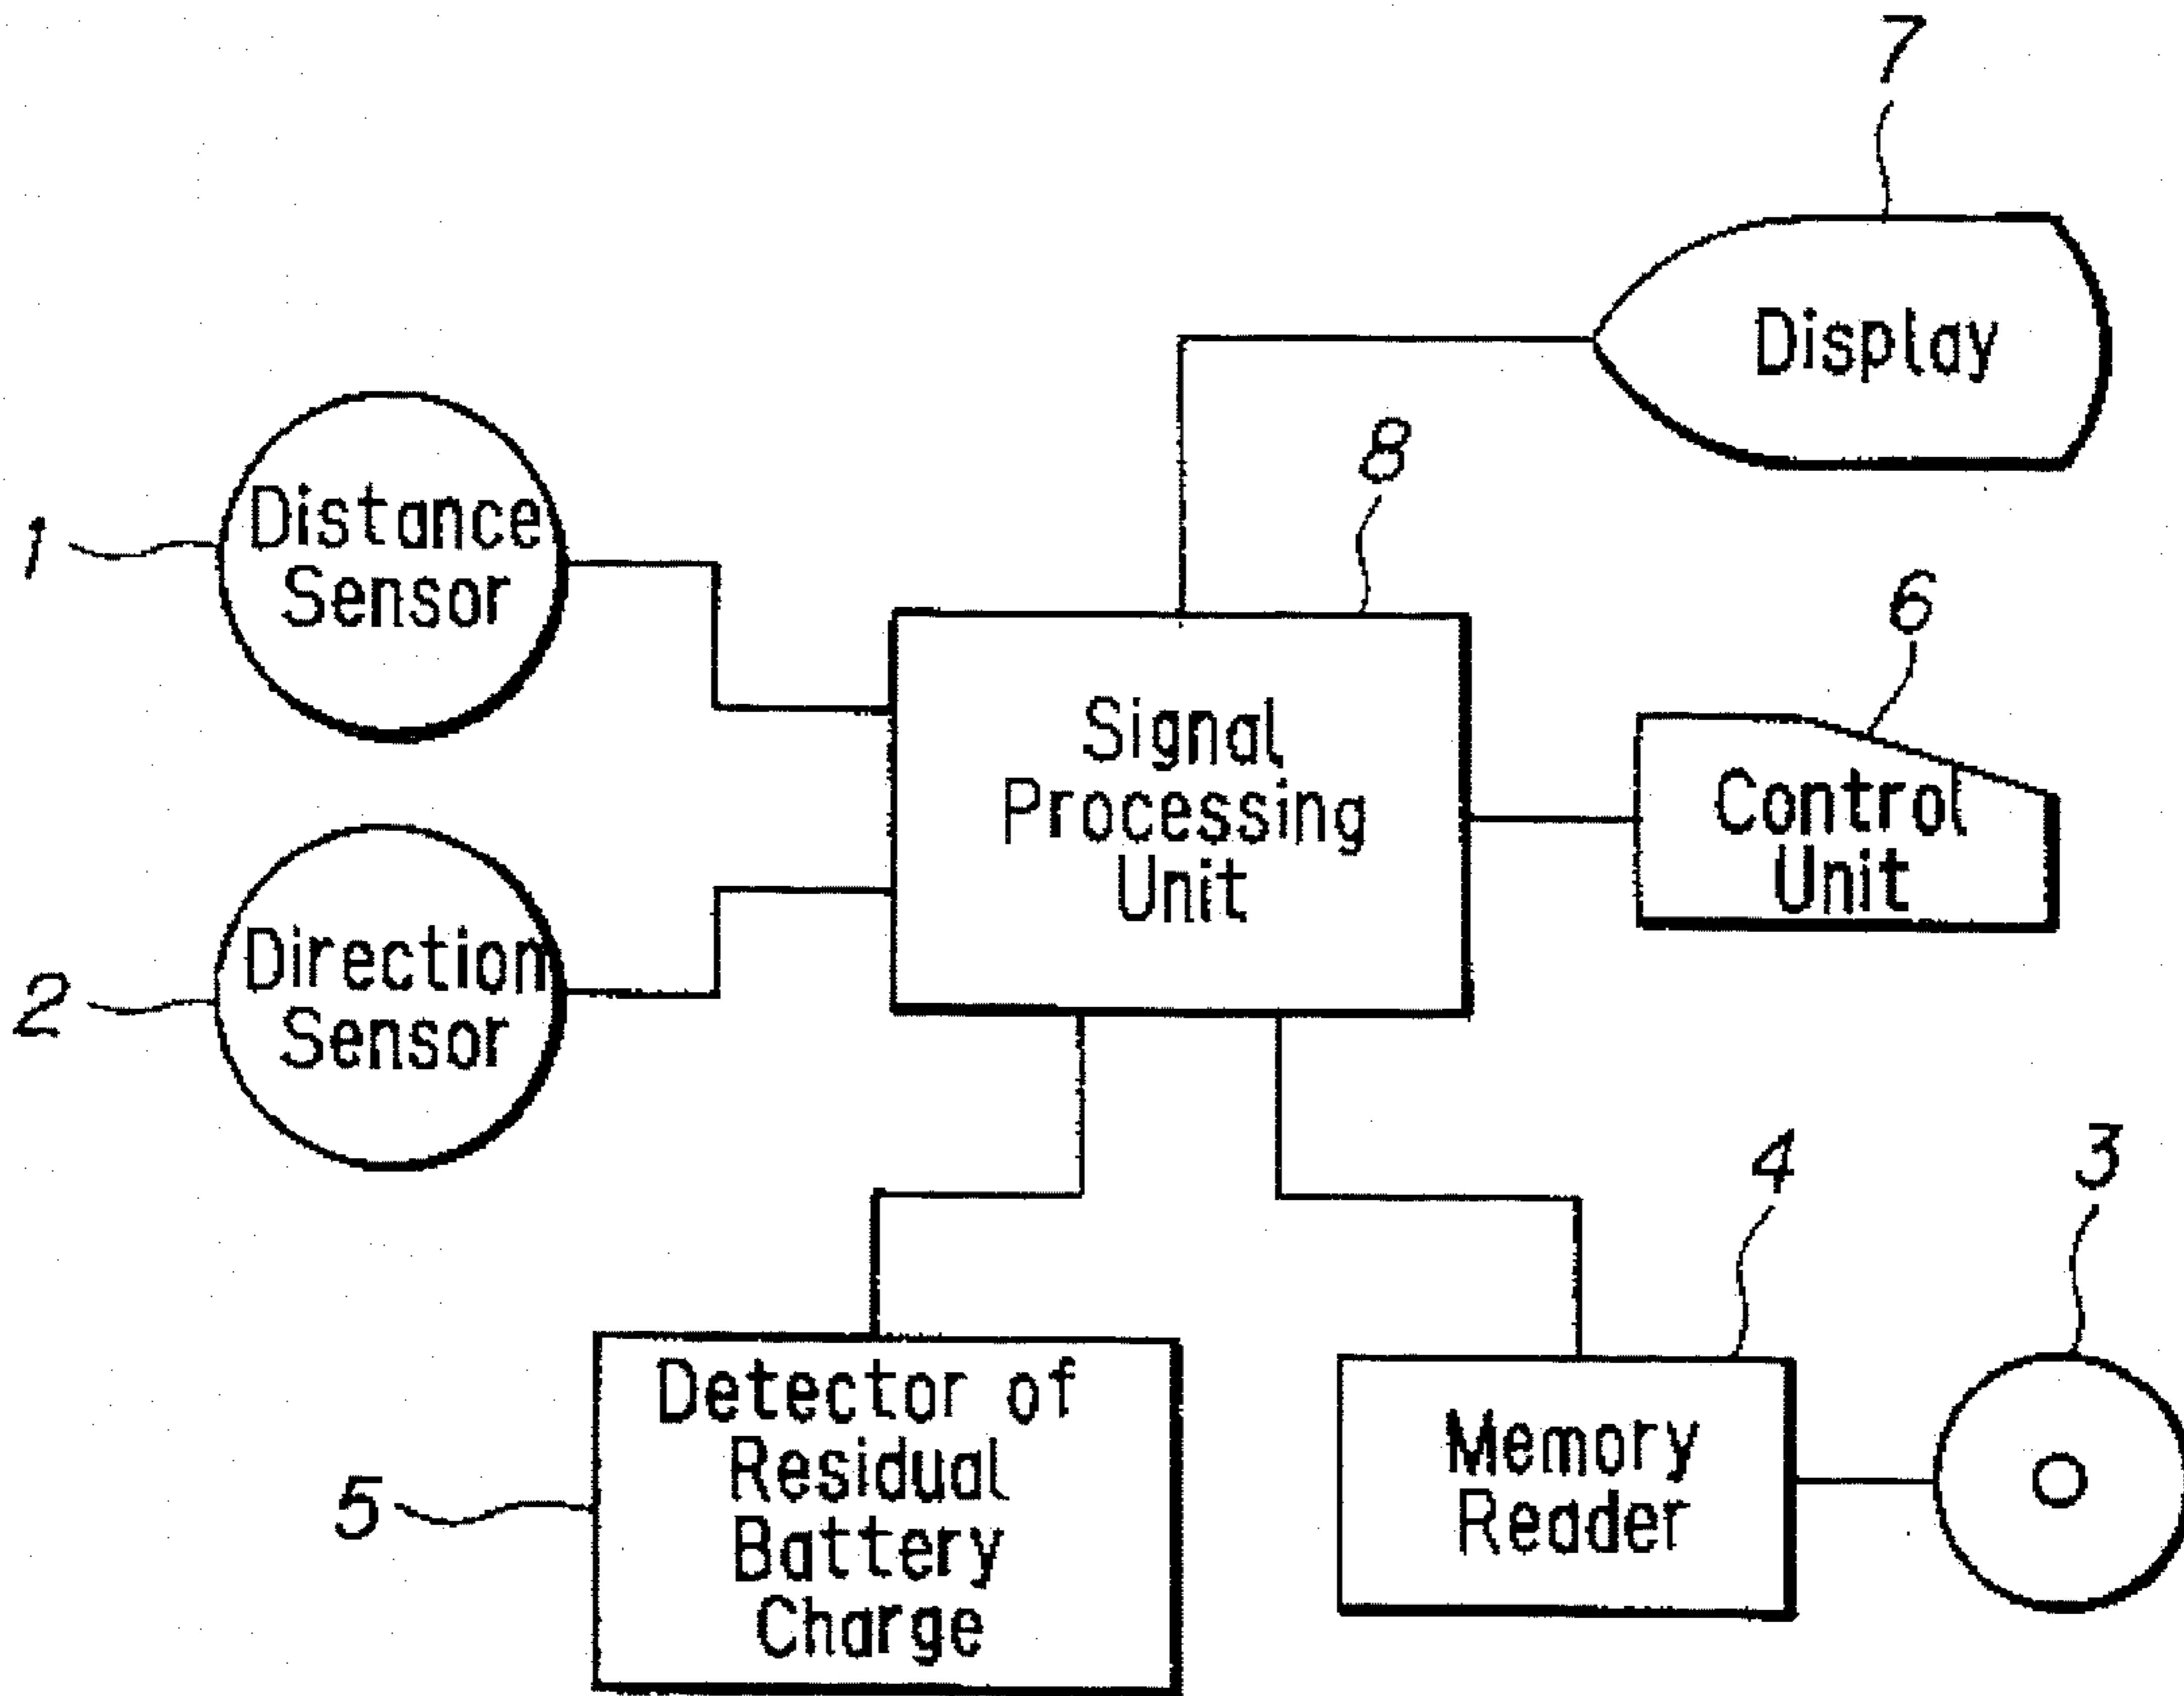 7
Display
8
1
Distance
Sensor
6
Signal
Processing
Unit
Control
Unit
2
Direction
Sensor
4
3
5
Detector of
Residual
Battery
Charge
Memory
Reader